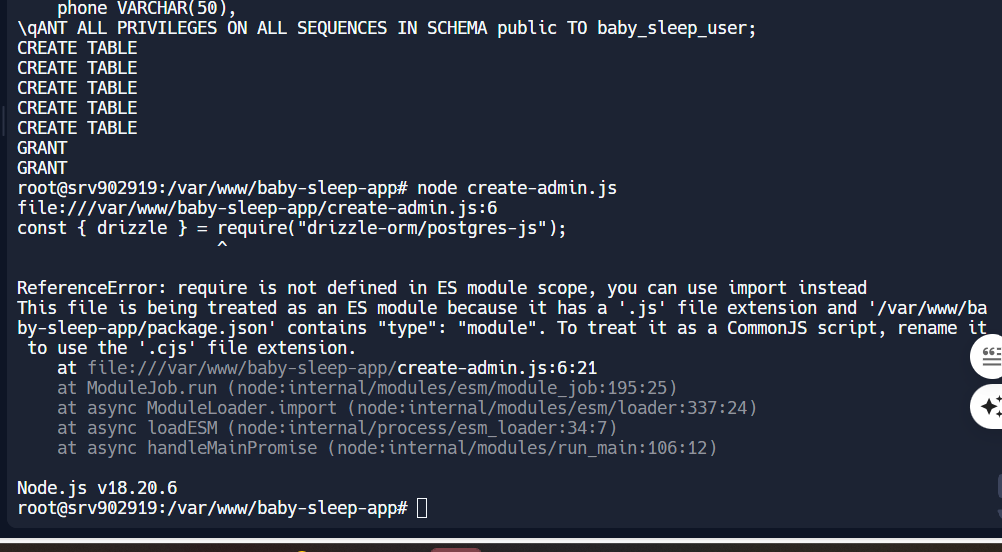 phone VARCHAR(50),
\qANT ALL PRIVILEGES ON ALL SEQUENCES IN SCHEMA public TO baby_sleep_user;
CREATE TABLE
CREATE TABLE
CREATE TABLE
CREATE TABLE
CREATE TABLE
GRANT
GRANT
root@srv902919:/var/www/baby-sleep-app# node create-admin.js
file:///var/www/baby-sleep-app/create-admin.js:6
const { drizzle } = require("drizzle-orm/postgres-js");
                    ^
ReferenceError: require is not defined in ES module scope, you can use import instead
This file is being treated as an ES module because it has a '.js' file extension and '/var/www/ba
by-sleep-app/package.json' contains "type": "module". To treat it as a CommonJS script, rename it
 to use the '.cjs' file extension.
    at file:///var/www/baby-sleep-app/create-admin.js:6:21
    at ModuleJob.run (node:internal/modules/esm/module_job:195:25)
    at async ModuleLoader.import (node:internal/modules/esm/loader:337:24)
    at async loadESM (node:internal/process/esm_loader:34:7)
    at async handleMainPromise (node:internal/modules/run_main:106:12)
Node.js v18.20.6
root@srv902919:/var/www/baby-sleep-app#